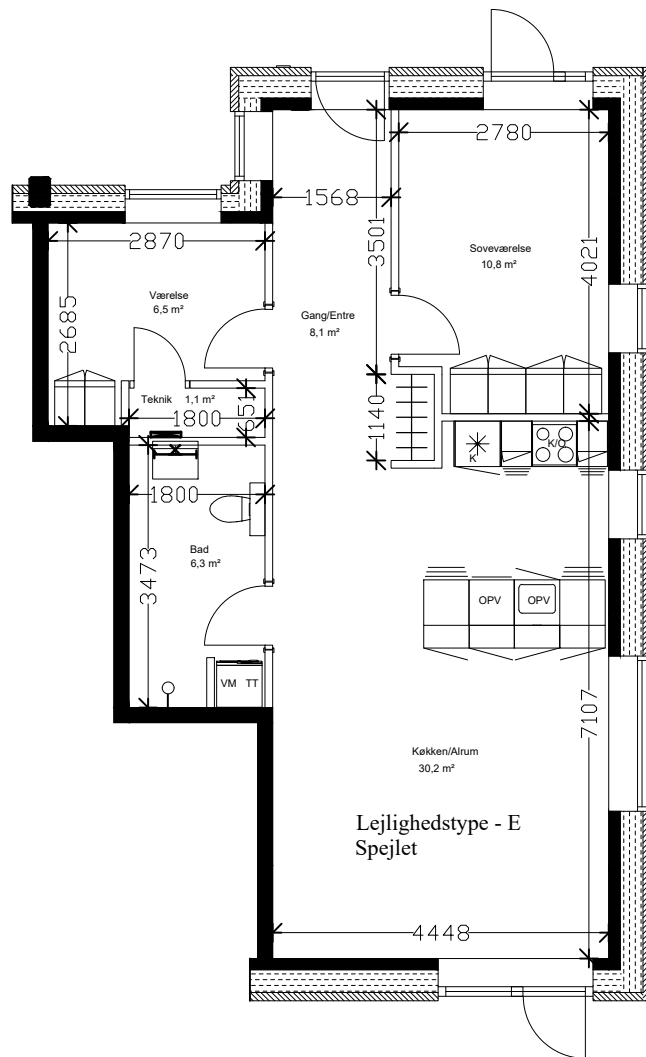 2780
1568
3501
4021
Soveværelse
10,8 m²
2870
2685
Værelse
6,5 m²
Gang/Entre
8,1 m²
Teknik 1,1 m²
1800
651
1140
K
K/O
1800
Bad
6,3 m²
3473
OPV
OPV
VM TT
7107
Køkken/Alrum
30,2 m²
Lejlighedstype - E
Spejlet
4448